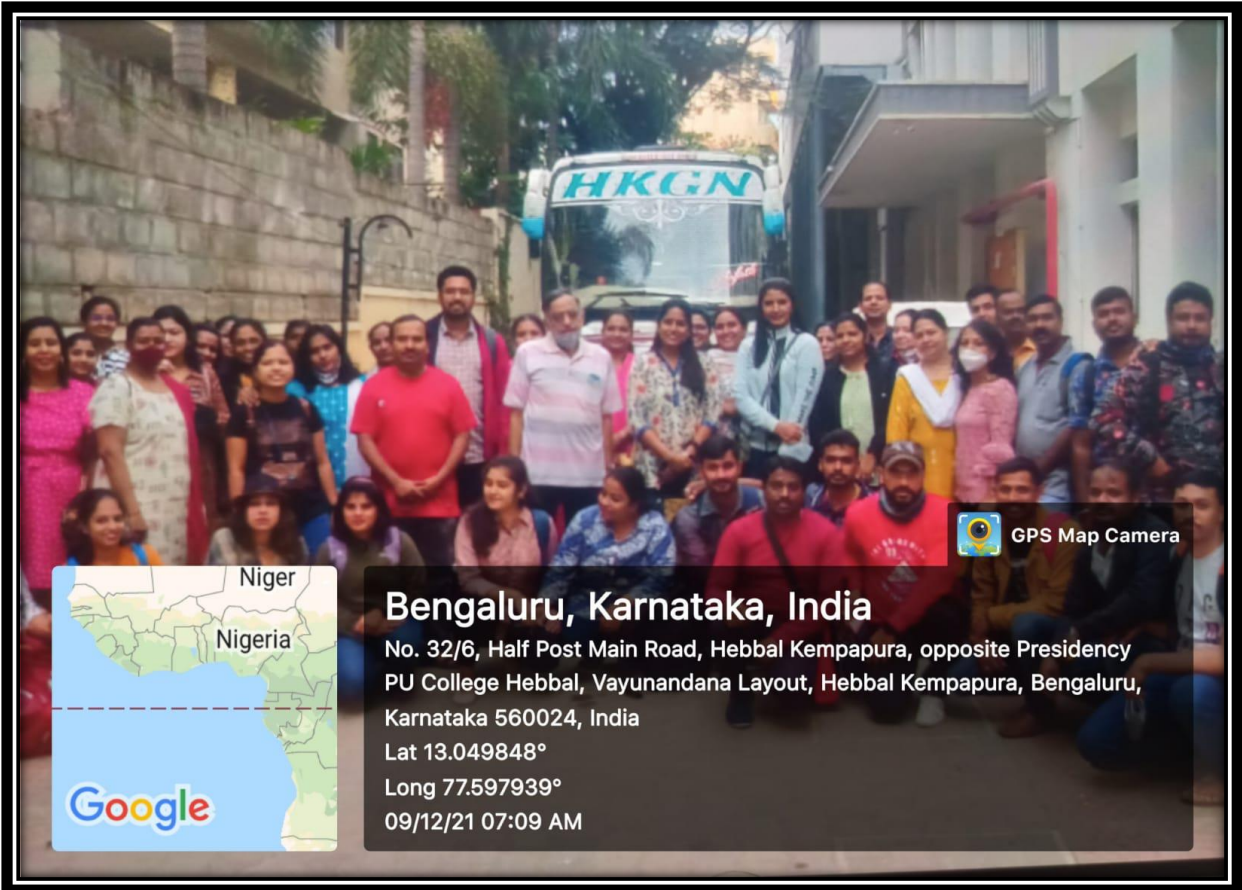 HKGN
GPS Map Camera
Niger
Nigeria
Google
Bengaluru, Karnataka, India
No. 32/6, Half Post Main Road, Hebbal Kempapura, opposite Presidency
PU College Hebbal, Vayunandana Layout, Hebbal Kempapura, Bengaluru,
Karnataka 560024, India
Lat 13.049848°
Long 77.597939°
09/12/21 07:09 AM